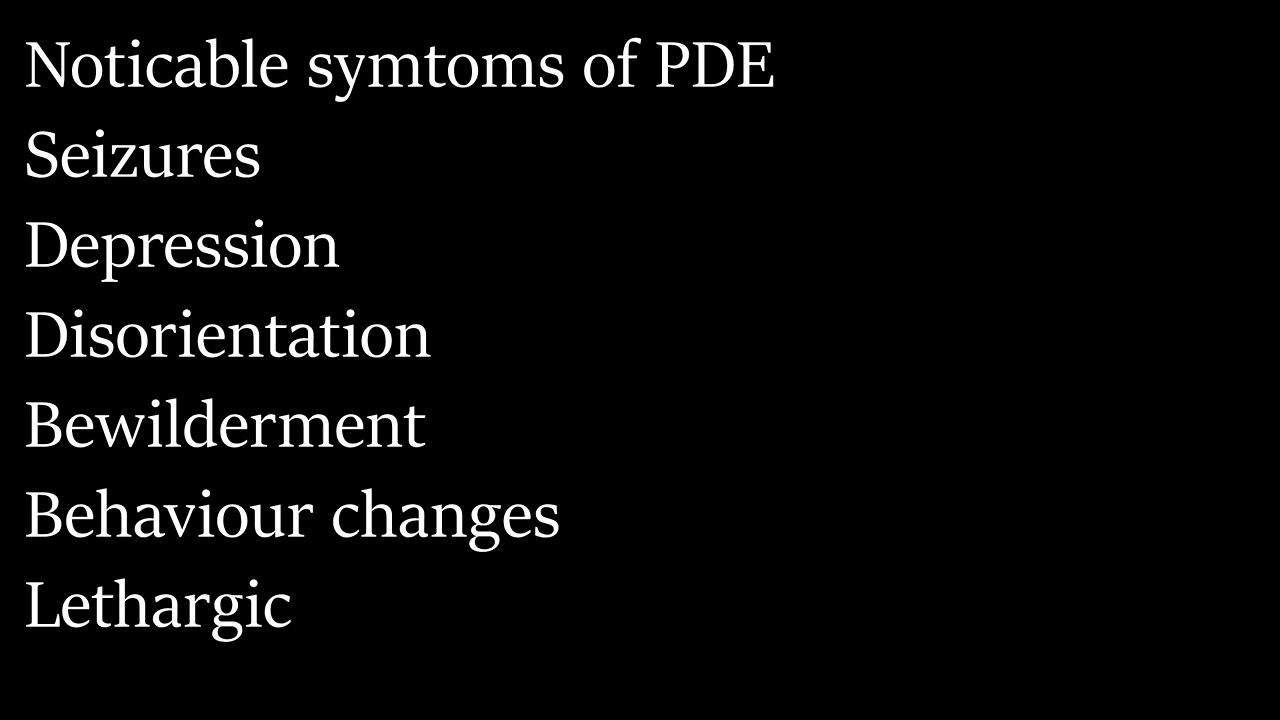 Noticable symtoms of PDE
Seizures
Depression
Disorientation
Bewilderment
Behaviour changes
Lethargic